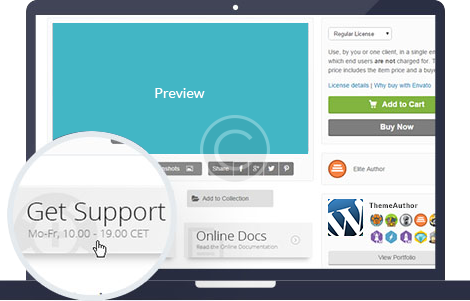 Preview
Screenshots
Share
Add to Collection
Get Support
Mo-Fr, 10.00 - 19.00 CET
Online Docs
Read the Online Documentation
Regular License
Use, by you or one client, in a single en
which end users are not charged for. T
price includes the item price and a buye
License details | Why buy with Envato
Add to Cart
Buy Now
Elite Author
ThemeAuthor
View Portfolio